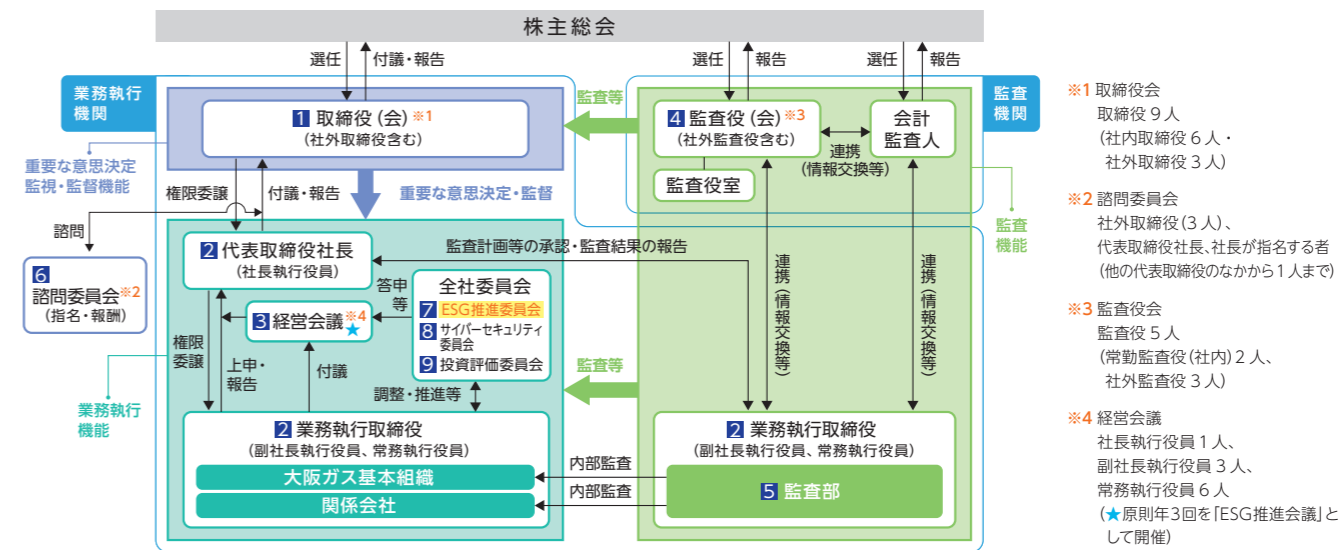 株主総会
選任
付議・報告
選任
報告
選任
報告
業務執行
機関
1 取締役(会)※1
(社外取締役含む)
監査等
4 監査役(会)※3
(社外監査役含む)
会計
監査人
監査
機関
連携
(情報交換等)
監査役室
重要な意思決定
監視・監督機能
権限委譲
付議・報告
重要な意思決定・監督
監査
機能
諮問
6
諮問委員会※2
(指名・報酬)
2 代表取締役社長
(社長執行役員)
監査計画等の承認・監査結果の報告
答申等
全社委員会
7 ESG推進委員会
8 サイバーセキュリティ
委員会
9 投資評価委員会
3 経営会議※4
★
連携(情報交換等)
連携(情報交換等)
権限
委譲
上申・
報告
付議
調整・推進等
監査等
業務執行
機能
2 業務執行取締役
(副社長執行役員、常務執行役員)
大阪ガス基本組織
関係会社
内部監査
内部監査
2 業務執行取締役
(副社長執行役員、常務執行役員)
5 監査部
※1 取締役会
取締役 9人
(社内取締役 6人・
社外取締役 3人)
※2 諮問委員会
社外取締役(3人)、
代表取締役社長、社長が指名する者
(他の代表取締役のなかから1人まで)
※3 監査役会
監査役 5人
(常勤監査役(社内)2人、
社外監査役 3人)
※4 経営会議
社長執行役員1人、
副社長執行役員 3人、
常務執行役員 6人
(★原則年3回を「ESG推進会議」と
して開催)